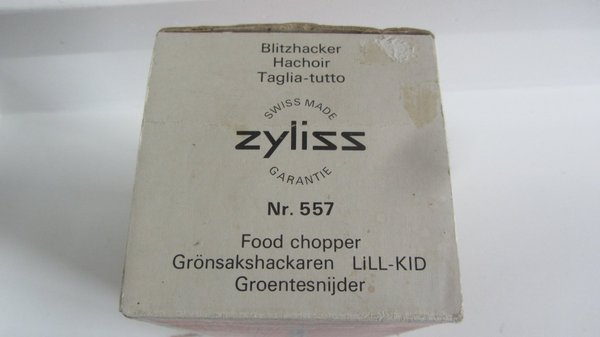 Blitzhacker
Hachoir
Taglia-tutto
SWISS MADE
zyliss
GARANTIE
Nr. 557
Food chopper
Grönsakshackaren LiLL-KID
Groentesnijder